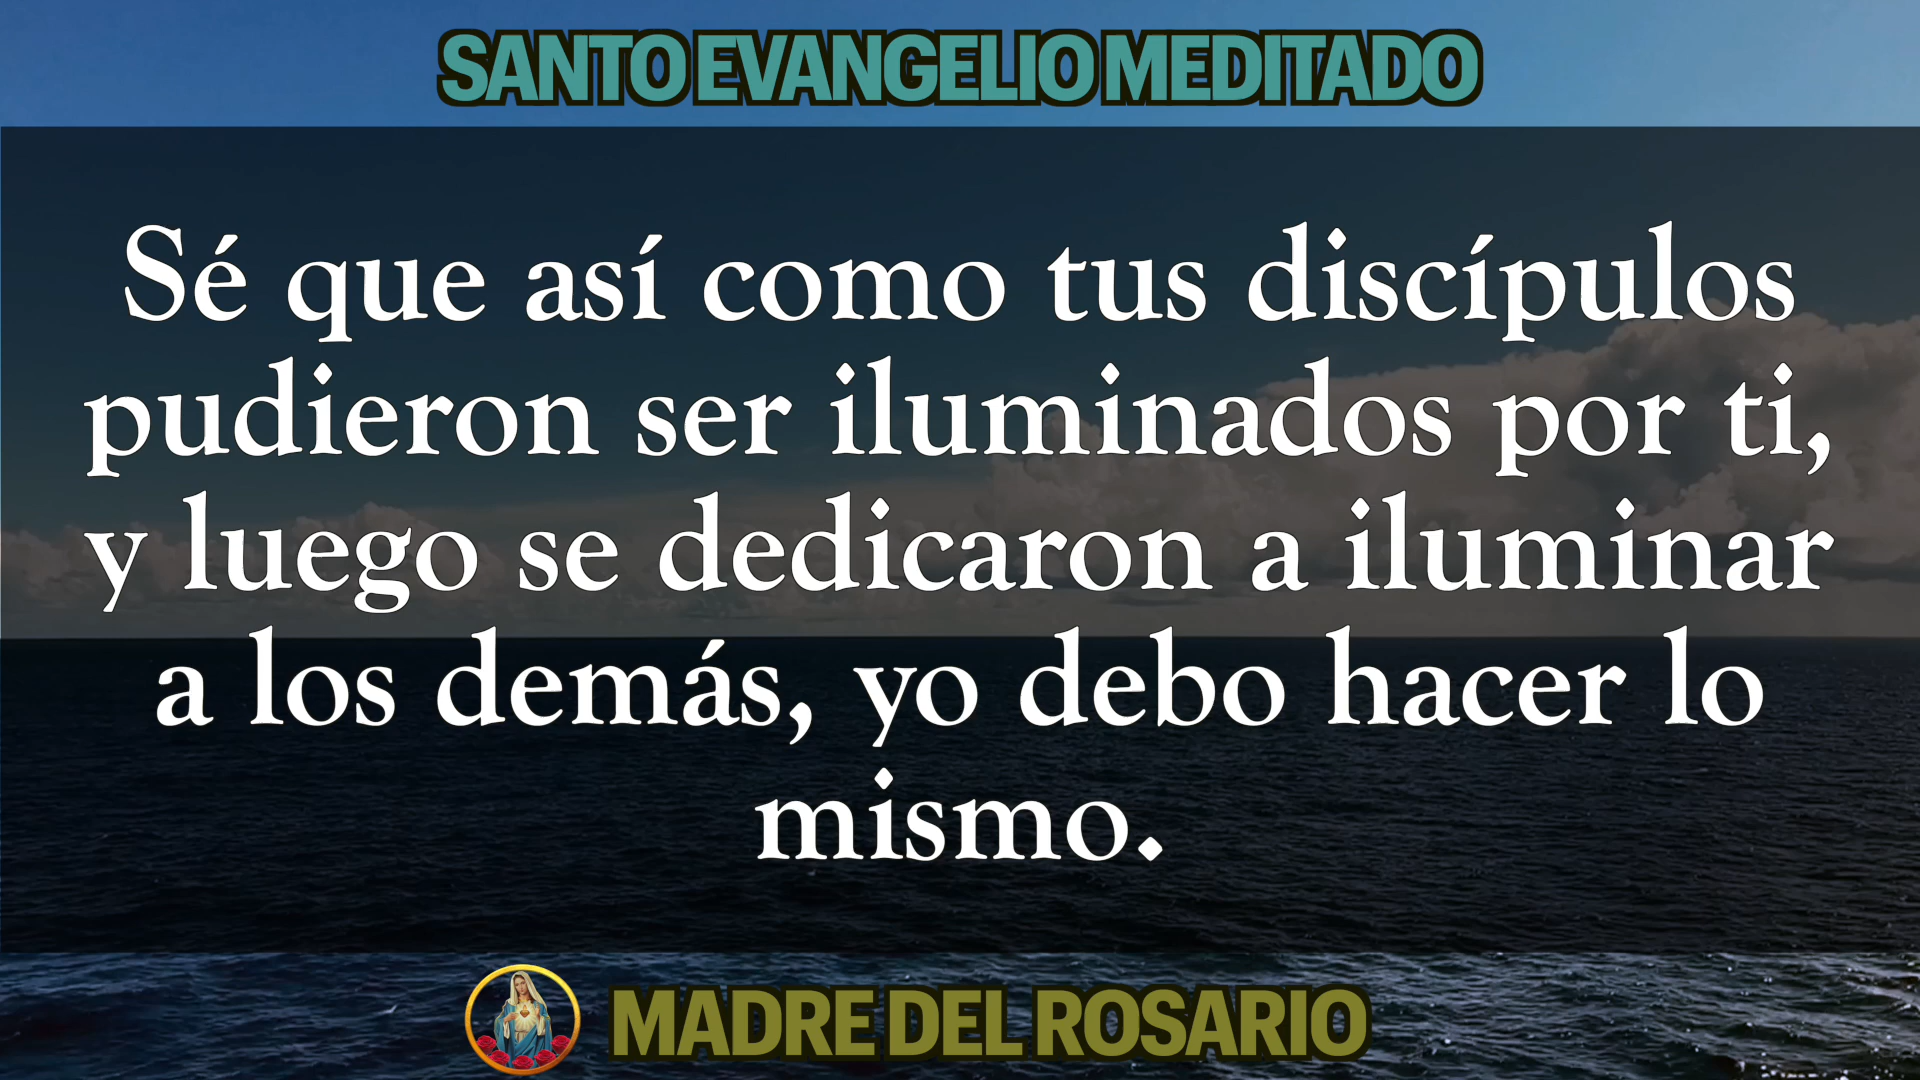 SANTO EVANGELIO MEDITADO
Sé que así como tus discípulos
pudieron ser iluminados por ti,
y luego se dedicaron a iluminar
a los demás, yo debo hacer lo
mismo.
MADRE DEL ROSARIO